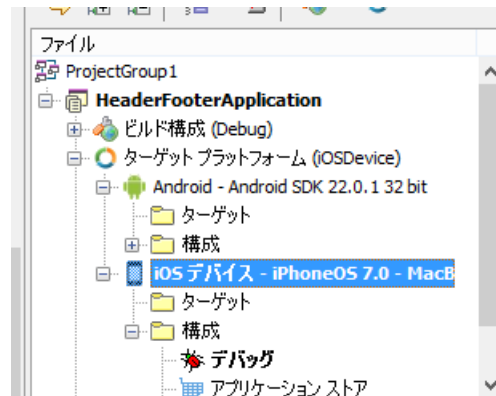 ファイル
ProjectGroup1
HeaderFooterApplication
ビルド構成 (Debug)
ターゲット プラットフォーム (iOSDevice)
Android - Android SDK 22.0.1 32 bit
ターゲット
構成
iOS デバイス - iPhoneOS 7.0 - MacB
ターゲット
構成
デバッグ
アプリケーション ストア